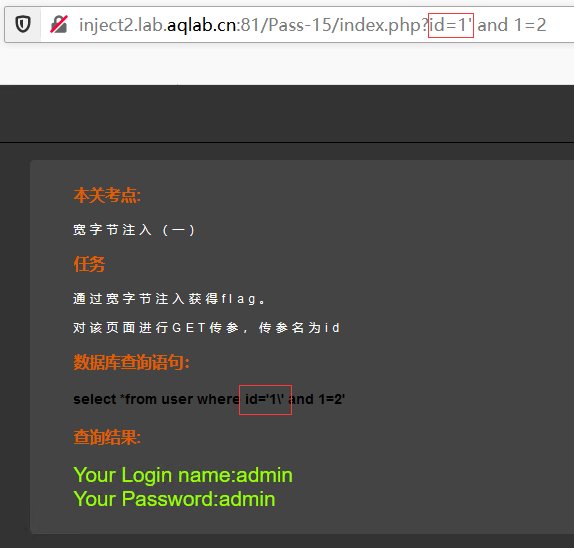 inject2.lab.aqlab.cn:81/Pass-15/index.php?id=1' and 1=2
本关考点:
宽字节注入（一）
任务
通过宽字节注入获得flag。
对该页面进行GET传参，传参名为id
数据库查询语句:
select *from user where id='1\' and 1=2'
查询结果:
Your Login name:admin
Your Password:admin